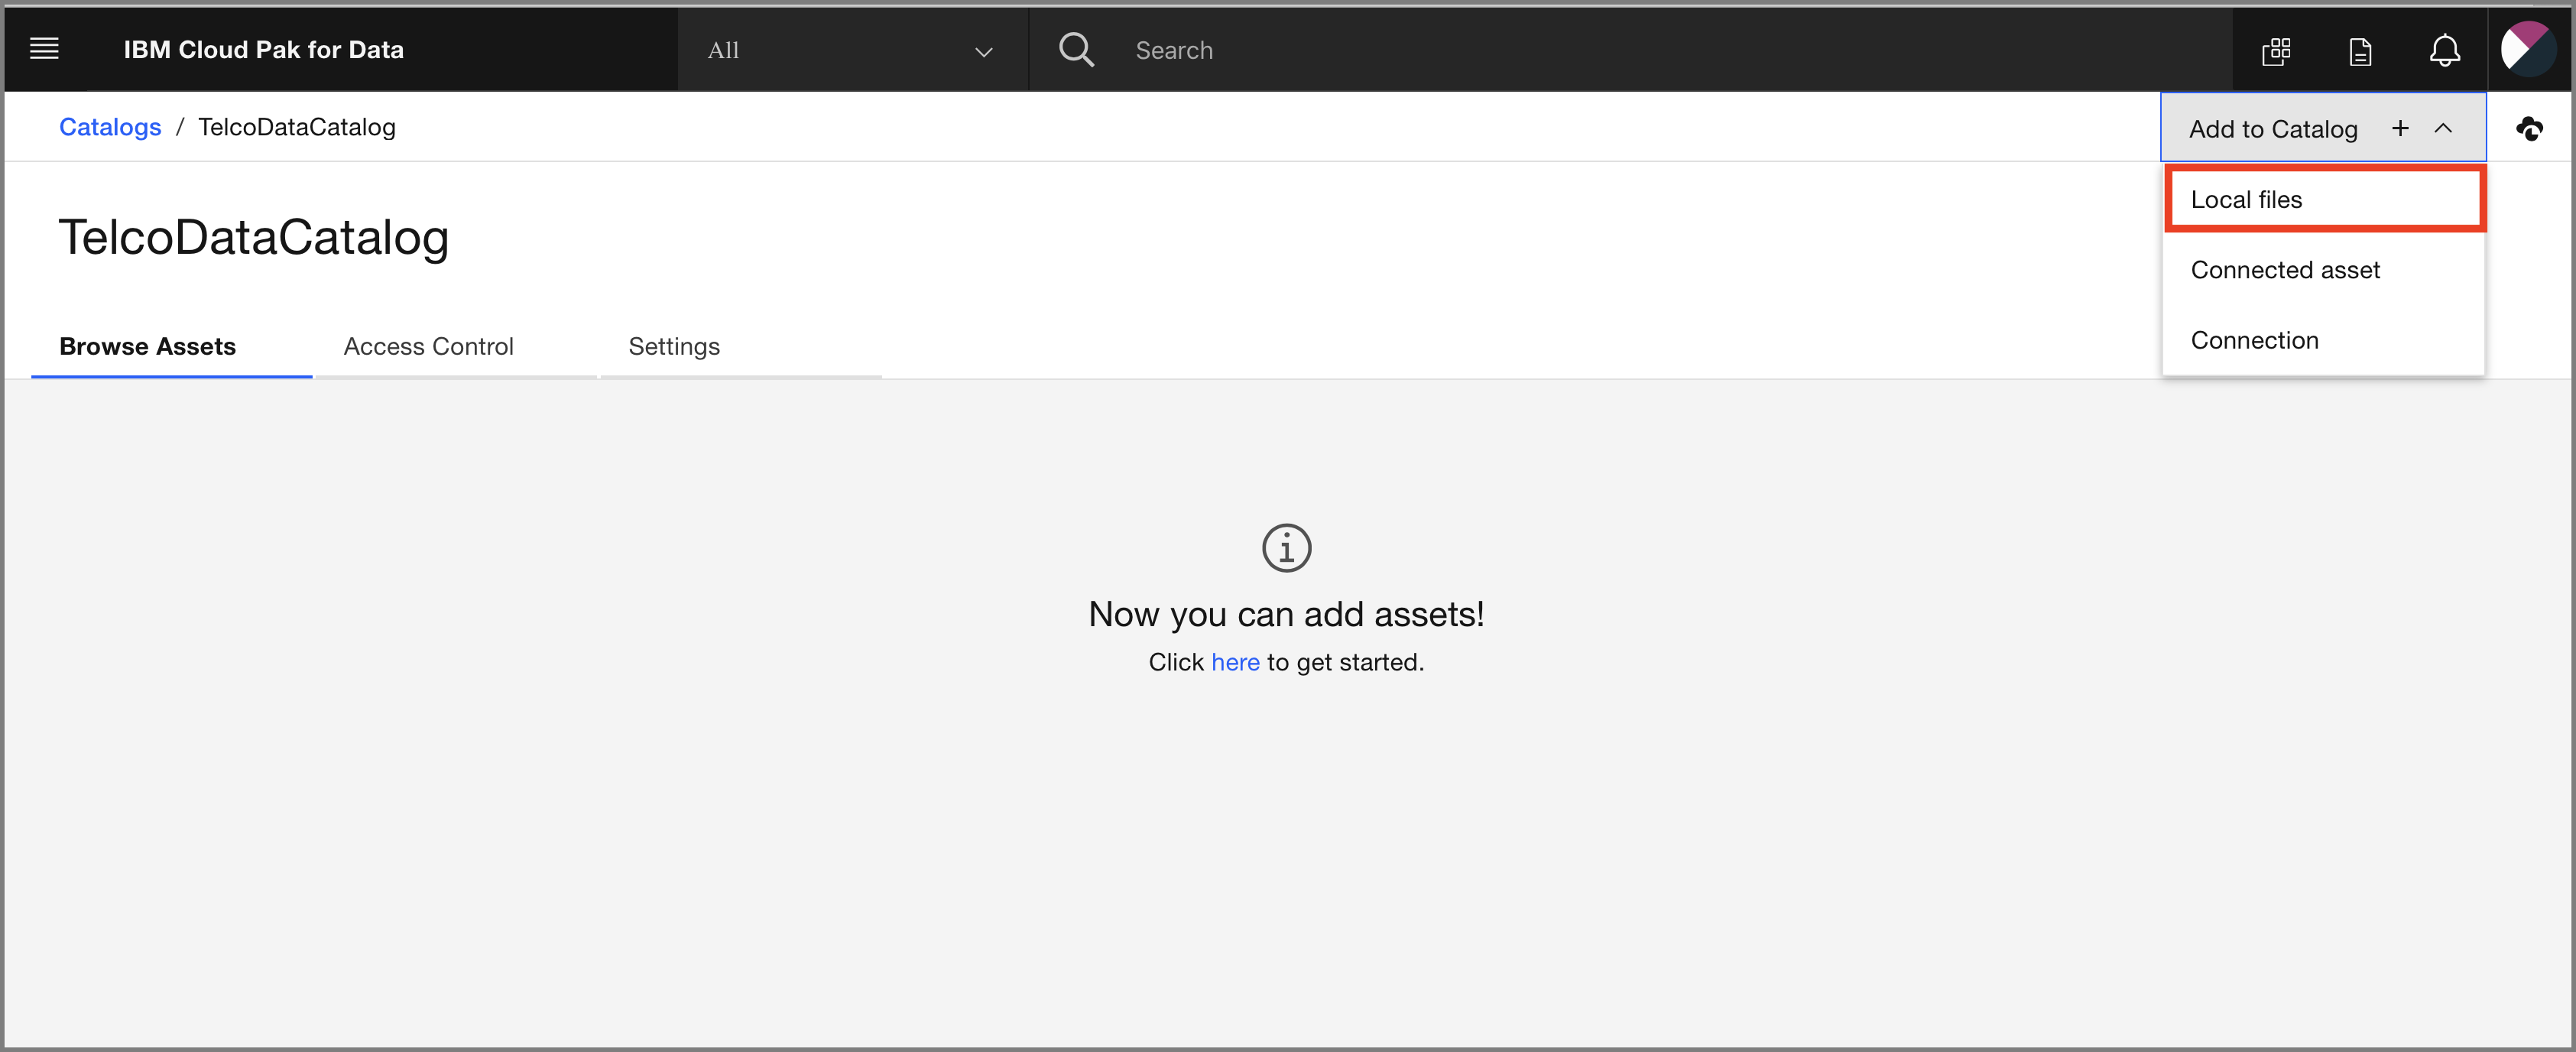 IBM Cloud Pak for Data
All
Search
Catalogs / TelcoDataCatalog
Add to Catalog +
Local files
Connected asset
Connection
TelcoDataCatalog
Browse Assets
Access Control
Settings
Now you can add assets!
Click here to get started.